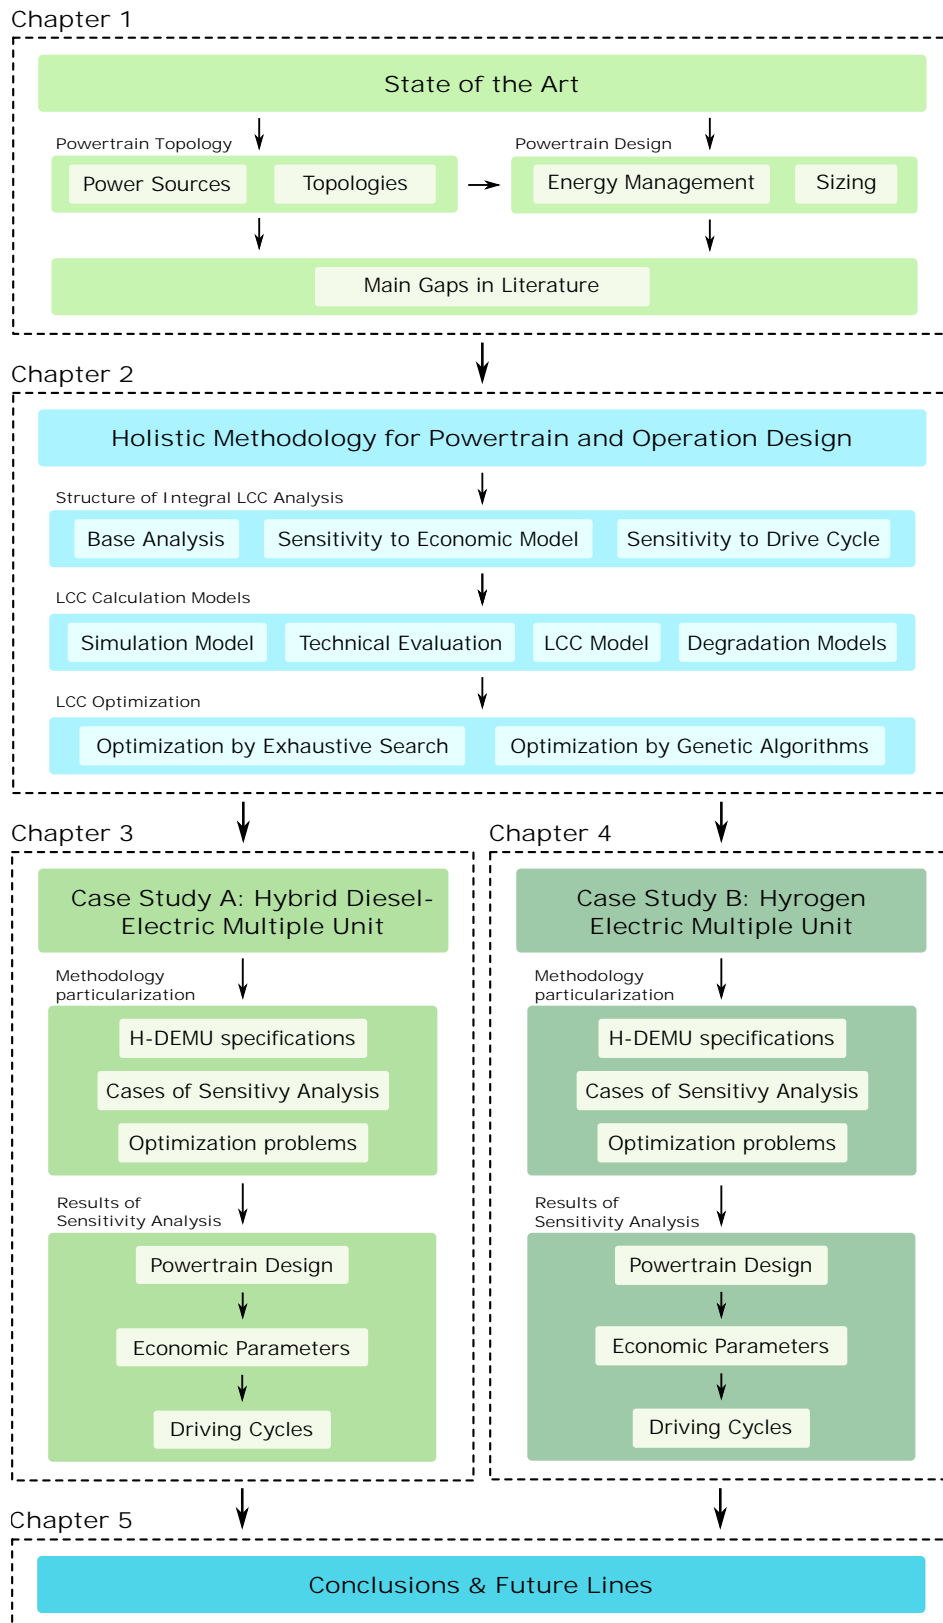 Chapter 1
State of the Art
Powertrain Topology
Powertrain Design
Power Sources
Topologies
Energy Management
Sizing
Main Gaps in Literature
Chapter 2
Holistic Methodology for Powertrain and Operation Design
Structure of Integral LCC Analysis
Base Analysis
Sensitivity to Economic Model
Sensitivity to Drive Cycle
LCC Calculation Models
Simulation Model
Technical Evaluation
LCC Model
Degradation Models
LCC Optimization
Optimization by Exhaustive Search
Optimization by Genetic Algorithms
Chapter 3
Case Study A: Hybrid Diesel-
Electric Multiple Unit
Methodology
particularization
H-DEMU specifications
Cases of Sensitivy Analysis
Optimization problems
Results of
Sensitivity Analysis
Powertrain Design
Economic Parameters
Driving Cycles
Chapter 4
Case Study B: Hyrogen
Electric Multiple Unit
Methodology
particularization
H-DEMU specifications
Cases of Sensitivy Analysis
Optimization problems
Results of
Sensitivity Analysis
Powertrain Design
Economic Parameters
Driving Cycles
Chapter 5
Conclusions & Future Lines